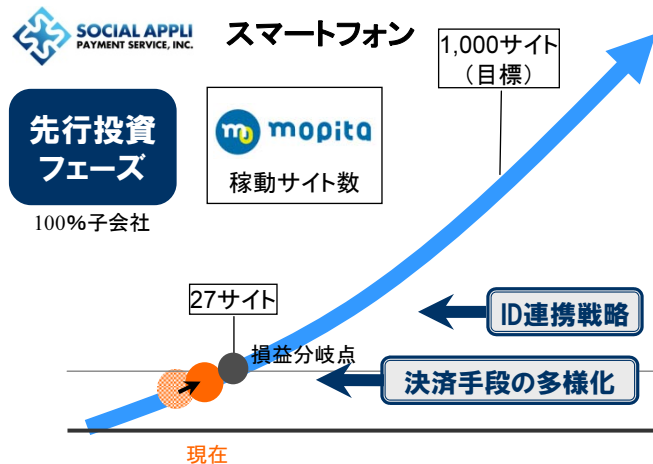 SOCIAL APPLI
PAYMENT SERVICE, INC.
スマートフォン
1,000サイト
（目標）
先行投資
フェーズ
mopita
稼動サイト数
100%子会社
27サイト
ID連携戦略
損益分岐点
決済手段の多様化
現在